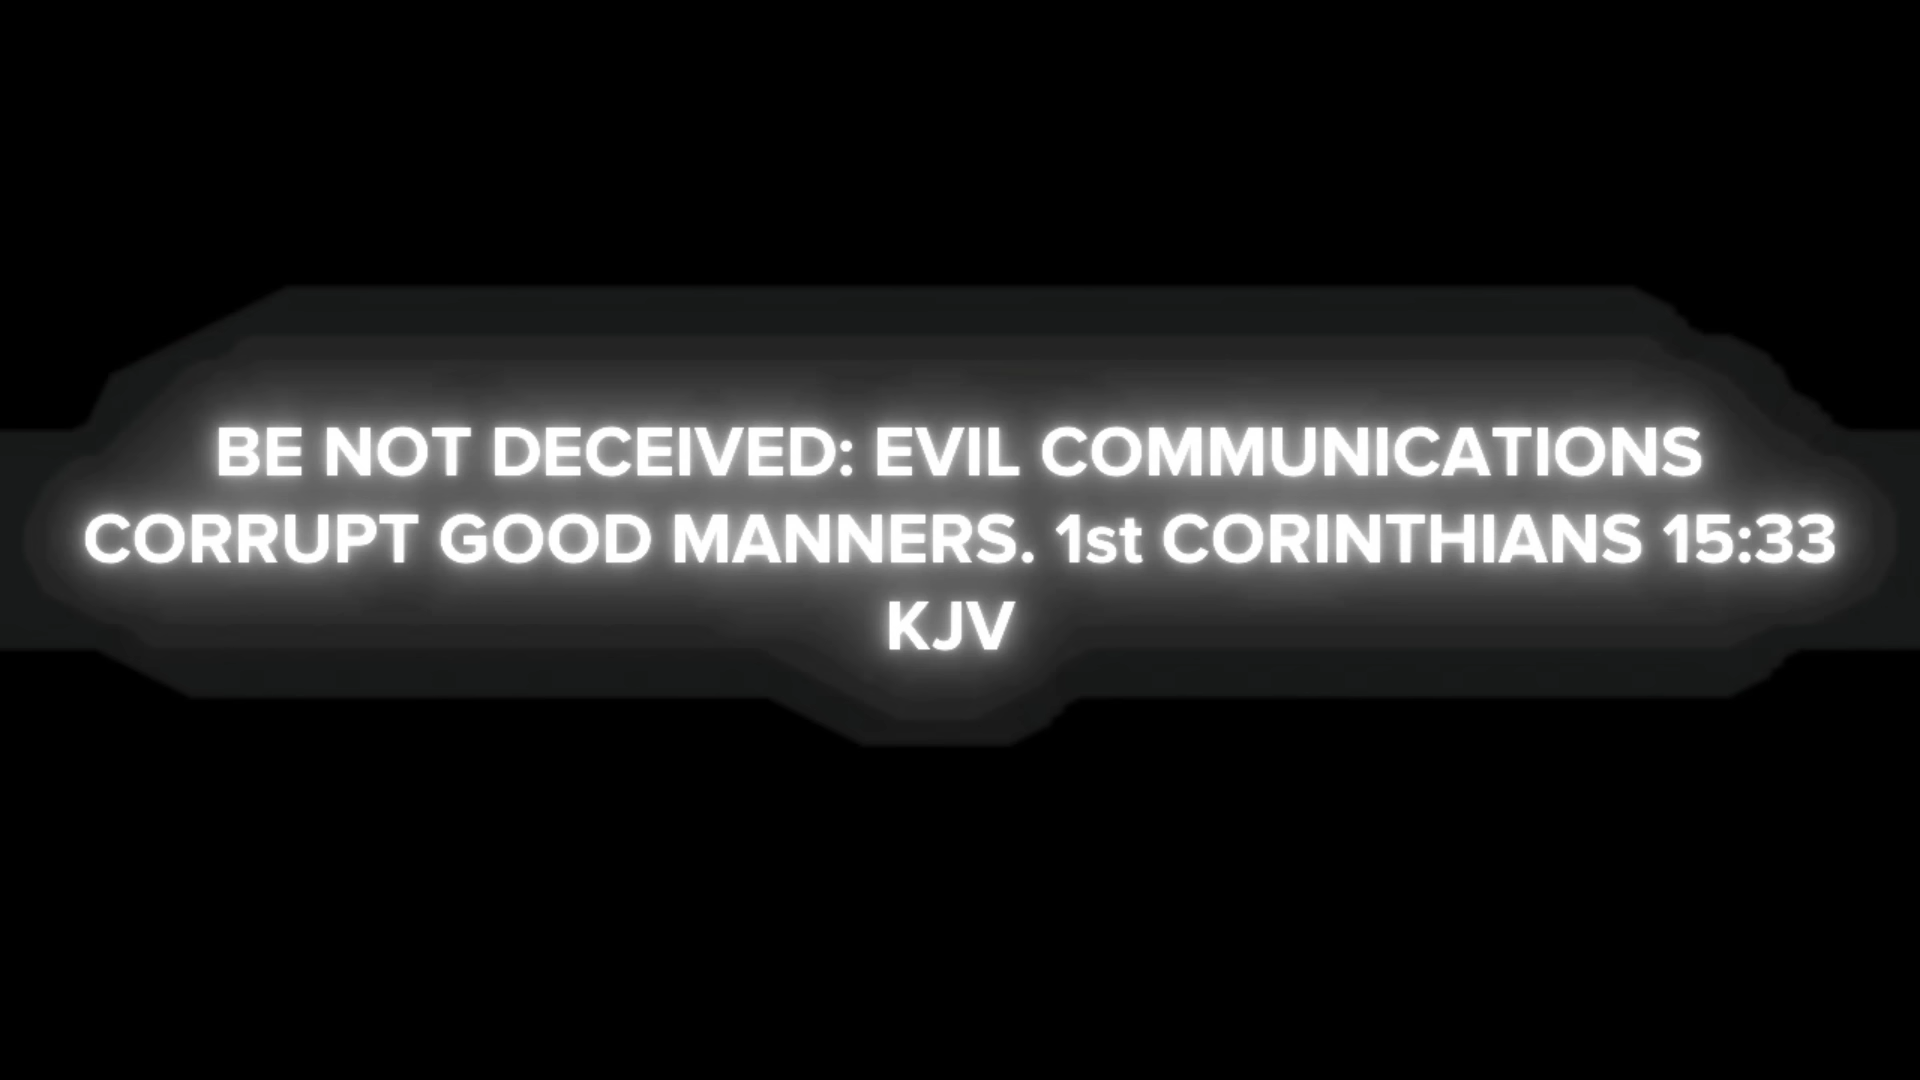 BE NOT DECEIVED: EVIL COMMUNICATIONS
CORRUPT GOOD MANNERS. 1st CORINTHIANS 15:33
KJV